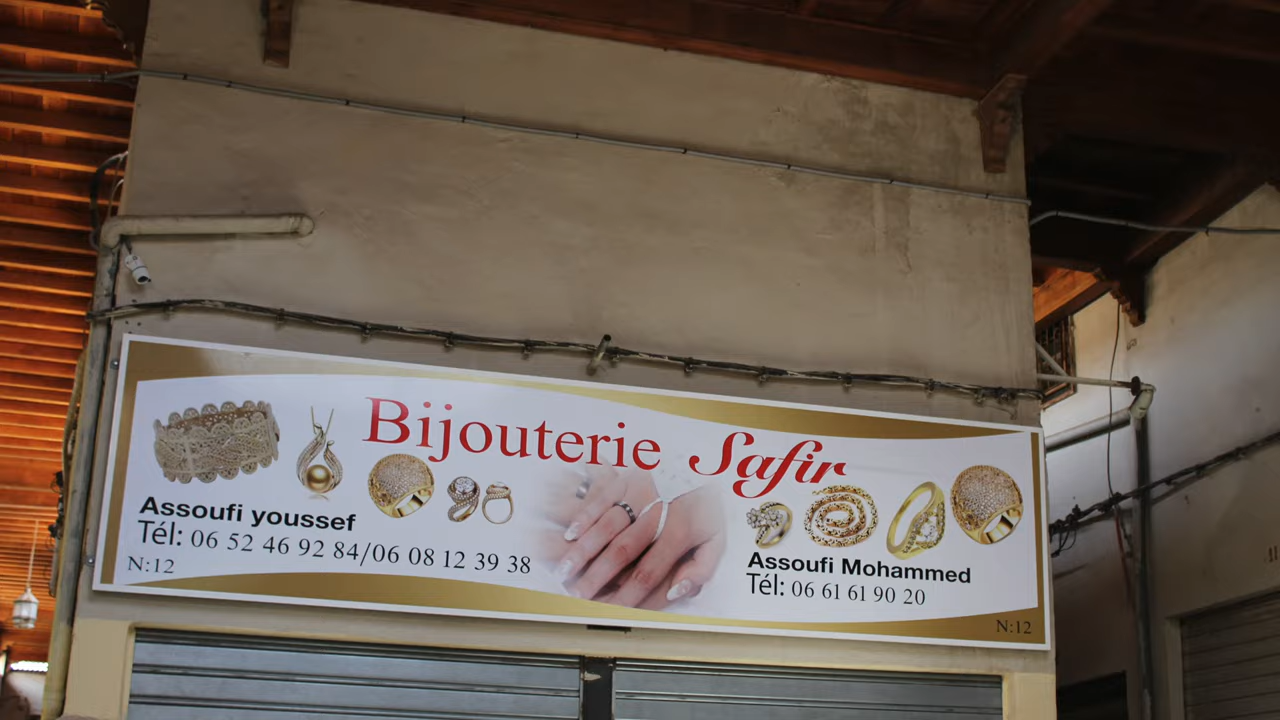 Bijouterie Safir
Assoufi youssef
Tél: 06 52 46 92 84/06 08 12 39 38
N:12
Assoufi Mohammed
Tél: 06 61 61 90 20
N:12